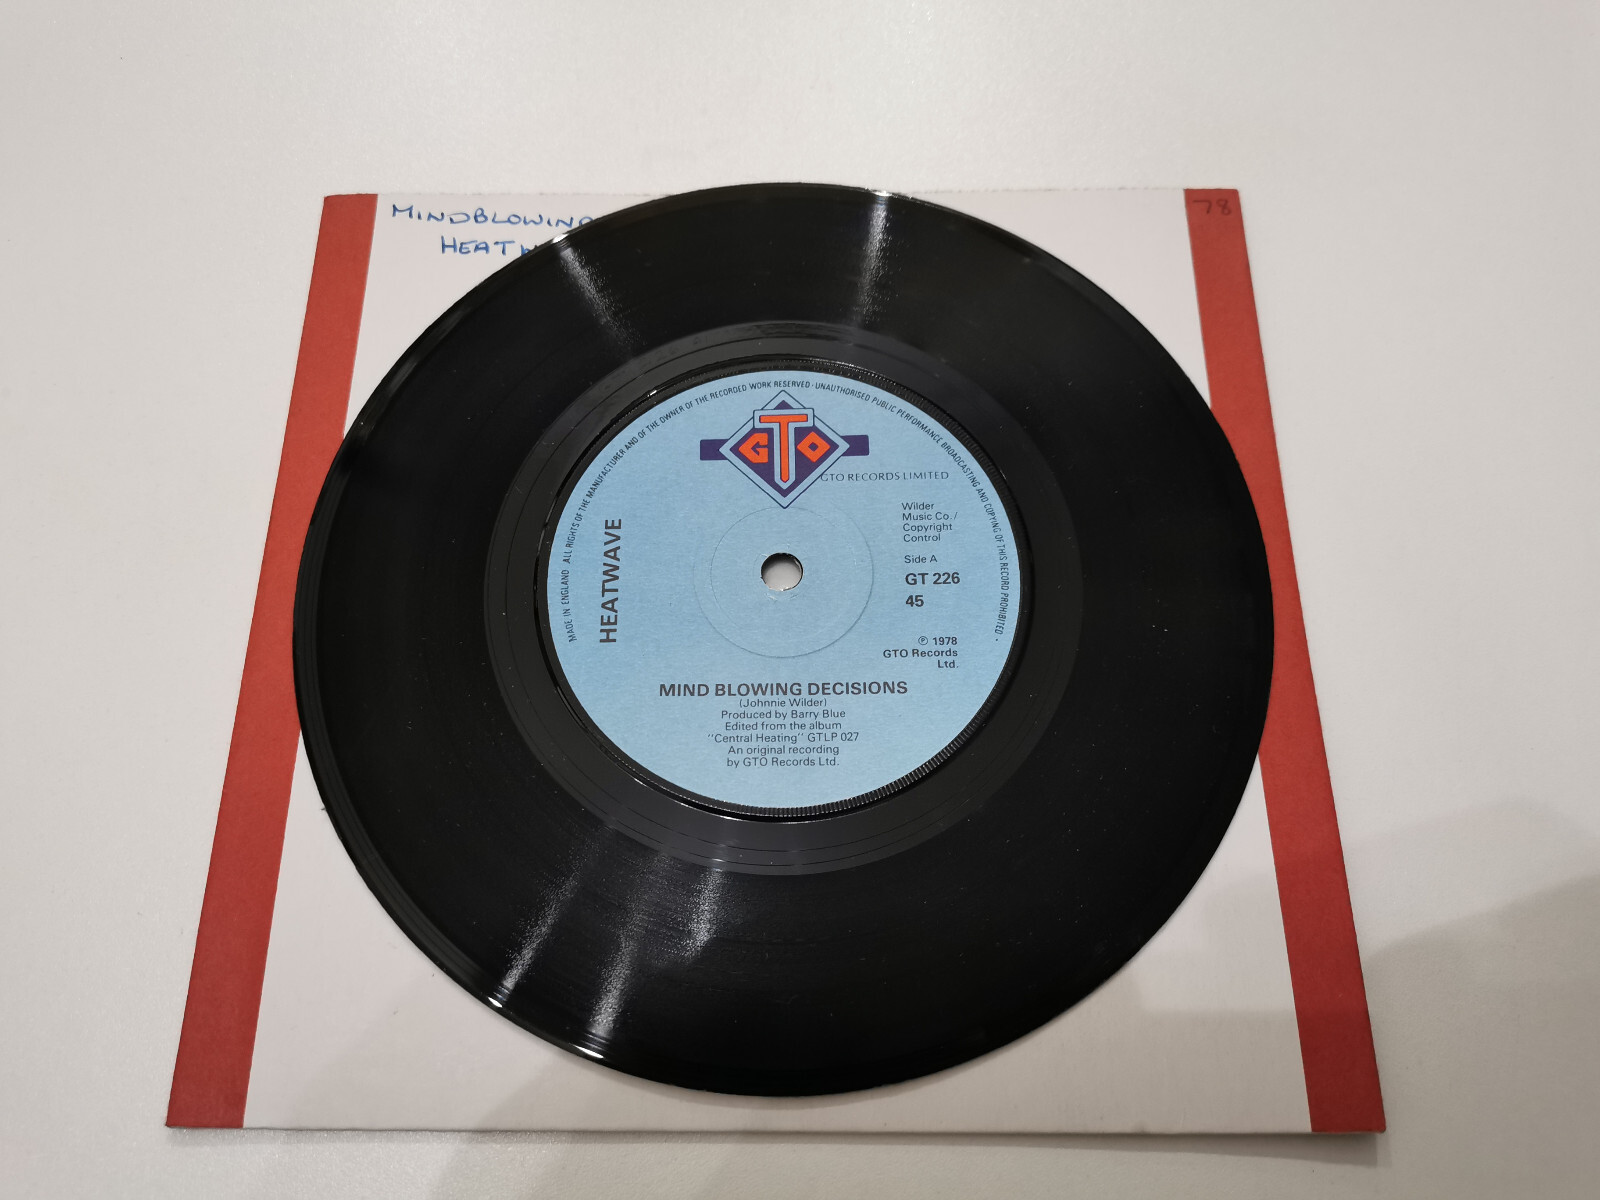 MINDBLOWING
HEATW
78
MADE IN ENGLAND. ALL RIGHTS OF THE MANUFACTURER AND OF THE OWNER OF THE RECORDED WORK RESERVED · UNAUTHORISED PUBLIC PERFORMANCE BROADCASTING AND COPYING OF THIS RECORD PROHIBITED ·
GTO
GTO RECORDS LIMITED
Wilder
Music Co./
Copyright
Control
Side A
GT 226
45
HEATWAVE
℗ 1978
GTO Records
Ltd.
MIND BLOWING DECISIONS
(Johnnie Wilder)
Produced by Barry Blue
Edited from the album
"Central Heating" GTLP 027
An original recording
by GTO Records Ltd.